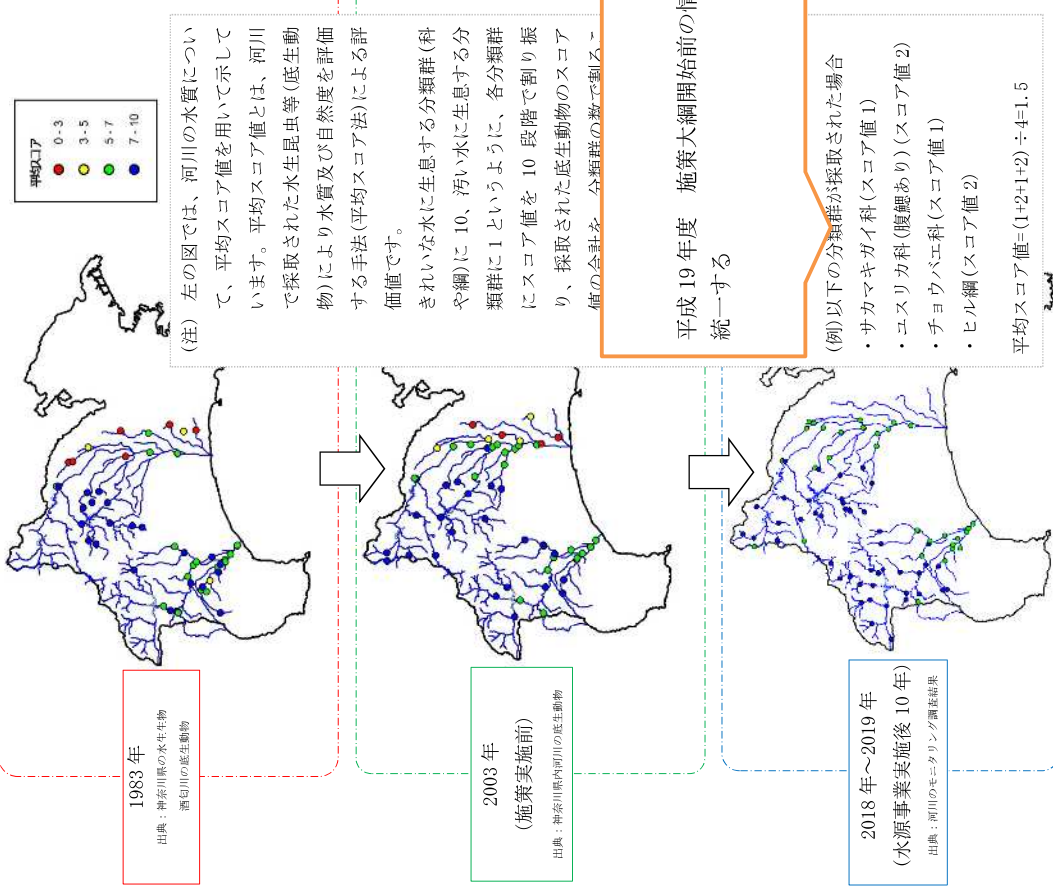 1983 年
出典：神奈川県の水生生物
酒匂川の底生動物
2003 年
(施策実施前)
出典：神奈川県内河川の底生動物
2018 年～2019 年
(水源事業実施後 10 年)
出典：河川のモニタリング調査結果
平均スコア
0 - 3
3 - 5
5 - 7
7 - 10
(注) 左の図では、河川の水質につい
て、平均スコア値を用いて示して
います。平均スコア値とは、河川
で採取された水生昆虫等(底生動
物)により水質及び自然度を評価
する手法(平均スコア法)による評
価値です。
きれいな水に生息する分類群(科
や綱)に 10、汚い水に生息する分
類群に 1 というように、各分類群
にスコア値を 10 段階で割り振
り、採取された底生動物のスコア
値の合計を、分類群の数で割るこ
平成 19 年度　施策大綱開始前の情
統一する
(例)以下の分類群が採取された場合
・サカマキガイ科(スコア値 1)
・ユスリカ科(腹鰓あり)(スコア値 2)
・チョウバエ科(スコア値 1)
・ヒル綱(スコア値 2)
平均スコア値=(1+2+1+2)÷4=1.5